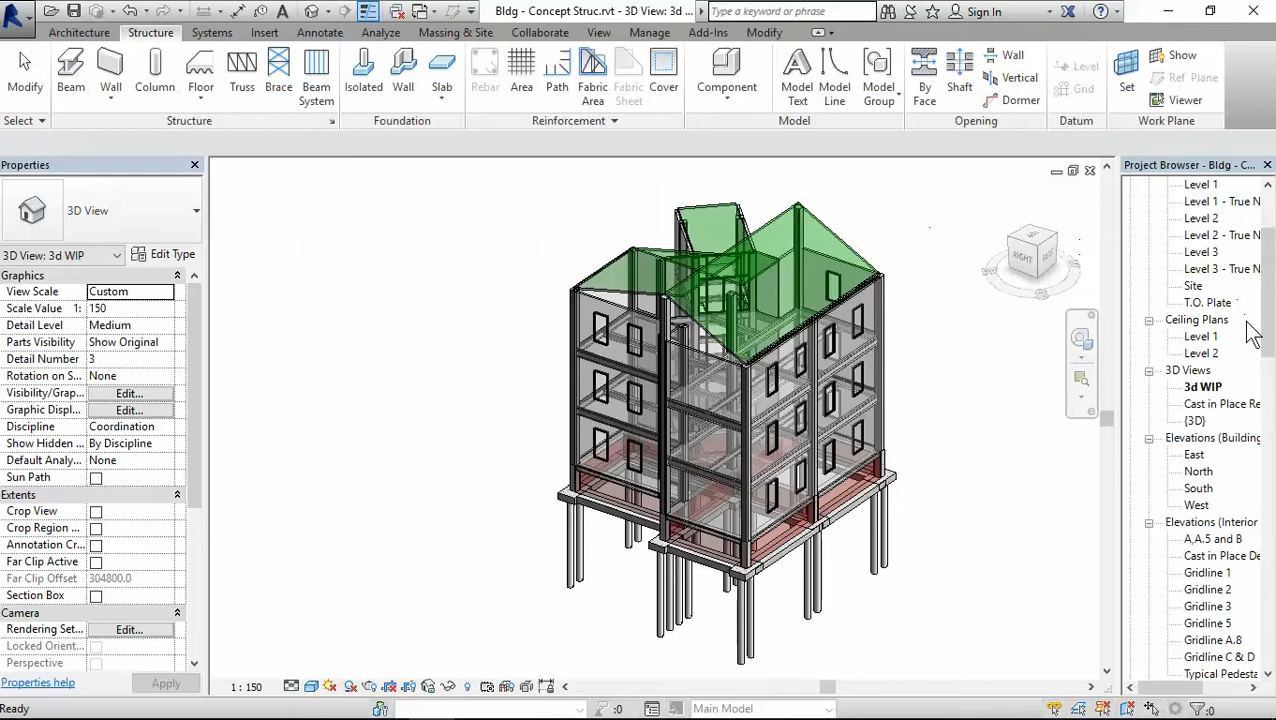 Bldg - Concept Struc.rvt - 3D View: 3d ...
Type a keyword or phrase
Sign In
Architecture Structure Systems Insert Annotate Analyze Massing & Site Collaborate View Manage Add-Ins Modify
Modify
Beam
Wall
Column
Floor
Truss
Brace
Beam
System
Isolated
Wall
Slab
Rebar
Area
Path
Fabric
Area
Fabric
Sheet
Cover
Component
Model
Text
Model
Line
Model
Group
By
Face
Shaft
Wall
Vertical
Dormer
Level
Grid
Set
Show
Ref Plane
Viewer
Select
Structure
Foundation
Reinforcement
Model
Opening
Datum
Work Plane
Properties
3D View
3D View: 3d WIP
Edit Type
Graphics
View Scale Custom
Scale Value 1: 150
Detail Level Medium
Parts Visibility Show Original
Detail Number 3
Rotation on S... None
Visibility/Grap... Edit...
Graphic Displ... Edit...
Discipline Coordination
Show Hidden ... By Discipline
Default Analy... None
Sun Path
Extents
Crop View
Crop Region ...
Annotation Cr...
Far Clip Active
Far Clip Offset 304800.0
Section Box
Camera
Rendering Set... Edit...
Locked Orient...
Perspective
Properties help
Apply
RIGHT
Project Browser - Bldg - C...
Level 1
Level 1 - True N
Level 2
Level 2 - True N
Level 3
Level 3 - True N
Site
T.O. Plate
Ceiling Plans
Level 1
Level 2
3D Views
3d WIP
Cast in Place Re
{3D}
Elevations (Building
East
North
South
West
Elevations (Interior
A,A.5 and B
Cast in Place De
Gridline 1
Gridline 2
Gridline 3
Gridline 5
Gridline A.8
Gridline C & D
Typical Pedesta
1 : 150
Ready
:0
Main Model
:0